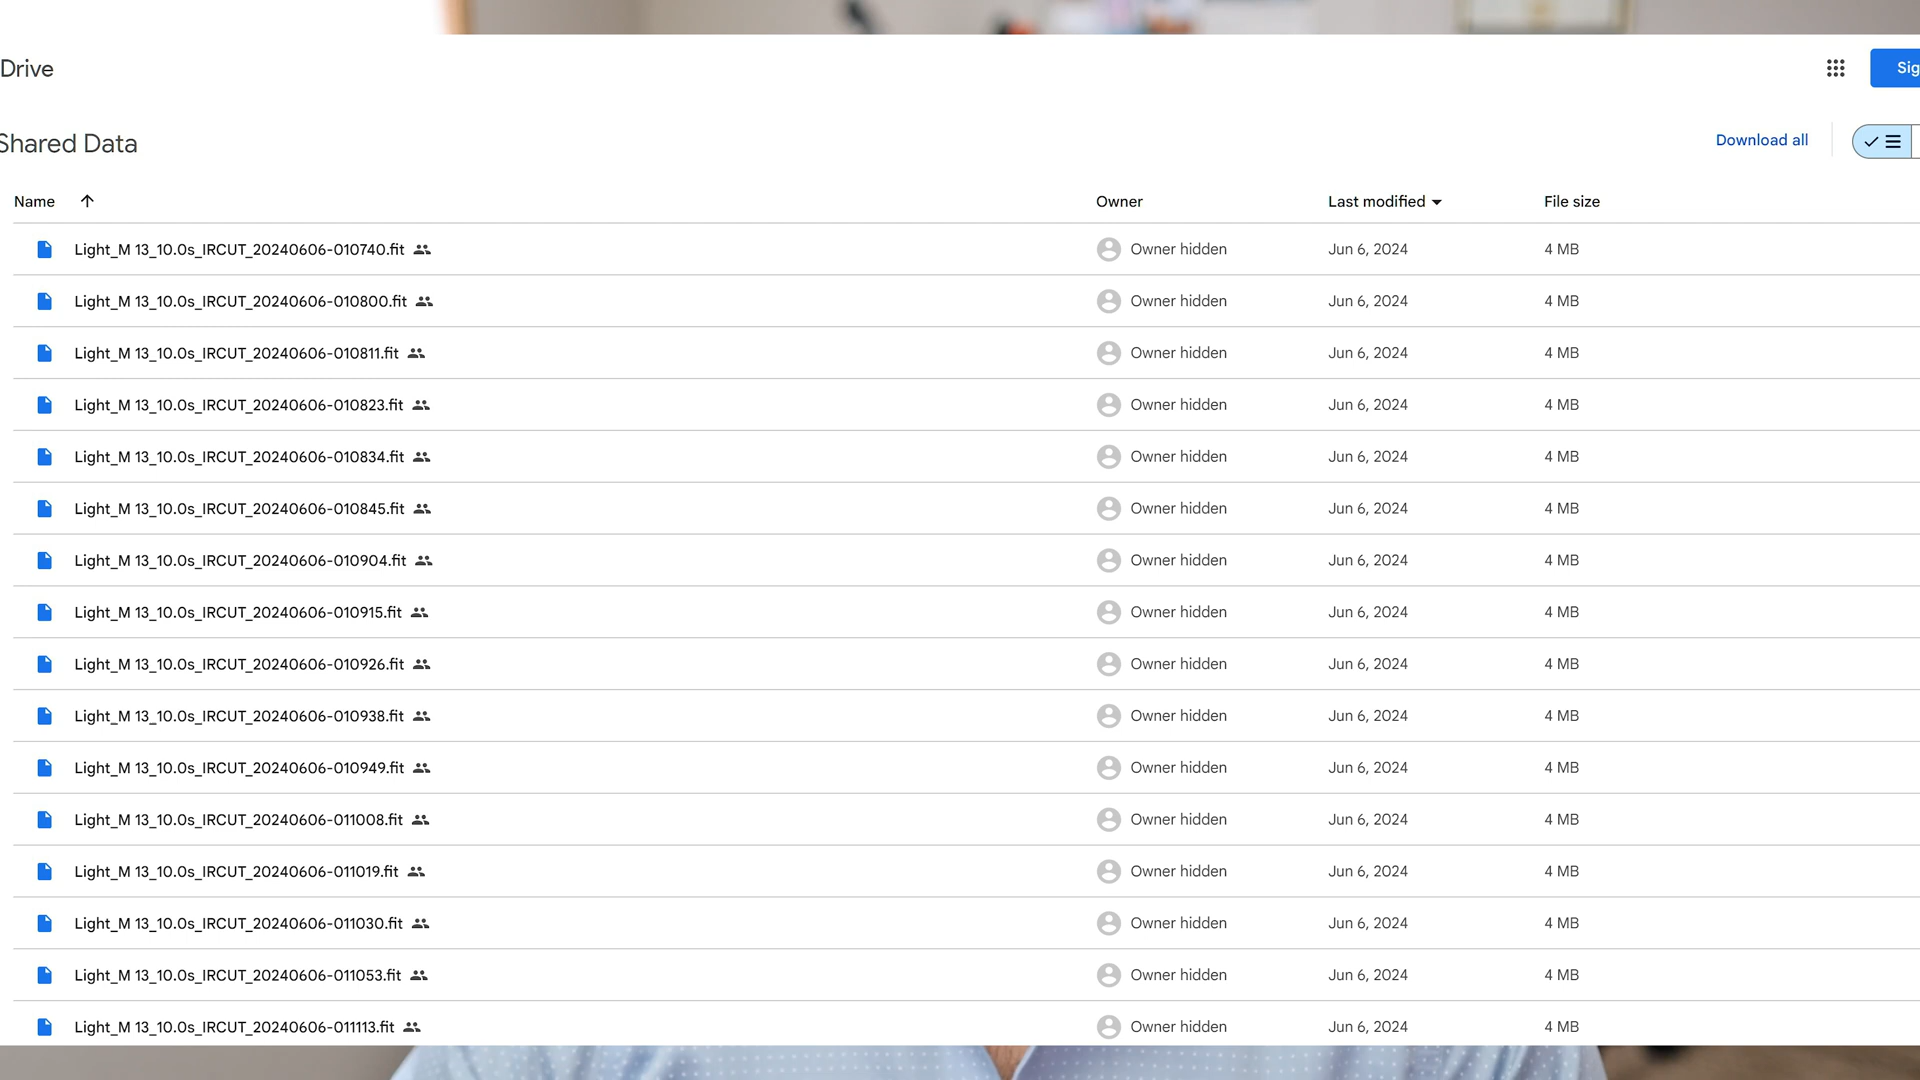 Drive
Sig
Shared Data
Download all
Name Owner Last modified File size
Light_M 13_10.0s_IRCUT_20240606-010740.fit Owner hidden Jun 6, 2024 4 MB
Light_M 13_10.0s_IRCUT_20240606-010800.fit Owner hidden Jun 6, 2024 4 MB
Light_M 13_10.0s_IRCUT_20240606-010811.fit Owner hidden Jun 6, 2024 4 MB
Light_M 13_10.0s_IRCUT_20240606-010823.fit Owner hidden Jun 6, 2024 4 MB
Light_M 13_10.0s_IRCUT_20240606-010834.fit Owner hidden Jun 6, 2024 4 MB
Light_M 13_10.0s_IRCUT_20240606-010845.fit Owner hidden Jun 6, 2024 4 MB
Light_M 13_10.0s_IRCUT_20240606-010904.fit Owner hidden Jun 6, 2024 4 MB
Light_M 13_10.0s_IRCUT_20240606-010915.fit Owner hidden Jun 6, 2024 4 MB
Light_M 13_10.0s_IRCUT_20240606-010926.fit Owner hidden Jun 6, 2024 4 MB
Light_M 13_10.0s_IRCUT_20240606-010938.fit Owner hidden Jun 6, 2024 4 MB
Light_M 13_10.0s_IRCUT_20240606-010949.fit Owner hidden Jun 6, 2024 4 MB
Light_M 13_10.0s_IRCUT_20240606-011008.fit Owner hidden Jun 6, 2024 4 MB
Light_M 13_10.0s_IRCUT_20240606-011019.fit Owner hidden Jun 6, 2024 4 MB
Light_M 13_10.0s_IRCUT_20240606-011030.fit Owner hidden Jun 6, 2024 4 MB
Light_M 13_10.0s_IRCUT_20240606-011053.fit Owner hidden Jun 6, 2024 4 MB
Light_M 13_10.0s_IRCUT_20240606-011113.fit Owner hidden Jun 6, 2024 4 MB